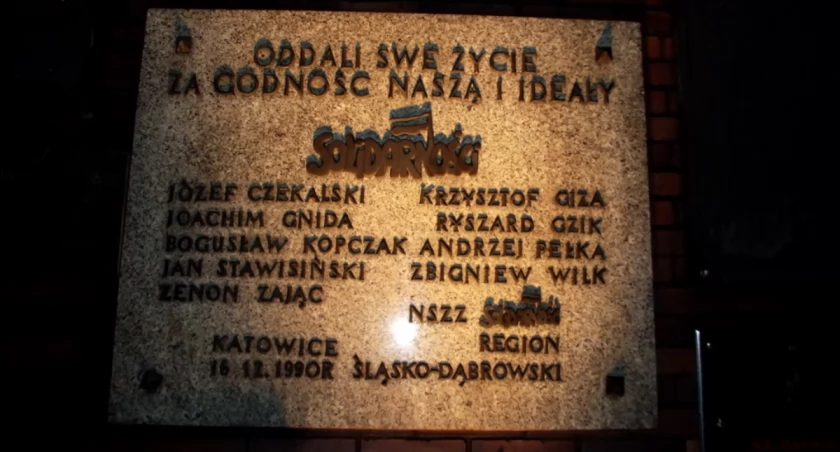 ODDALI SWE ŻYCIE
ZA GODNOŚĆ NASZĄ I IDEAŁY
SOLIDARNOŚCI
JÓZEF CZEKALSKI KRZYSZTOF GIZA
JOACHIM GNIDA RYSZARD GZIK
BOGUSŁAW KOPCZAK ANDRZEJ PEŁKA
JAN STAWISIŃSKI ZBIGNIEW WILK
ZENON ZAJĄC
NSZZ SOLIDARNOŚĆ
KATOWICE REGION
16 12.1990R ŚLĄSKO-DĄBROWSKI